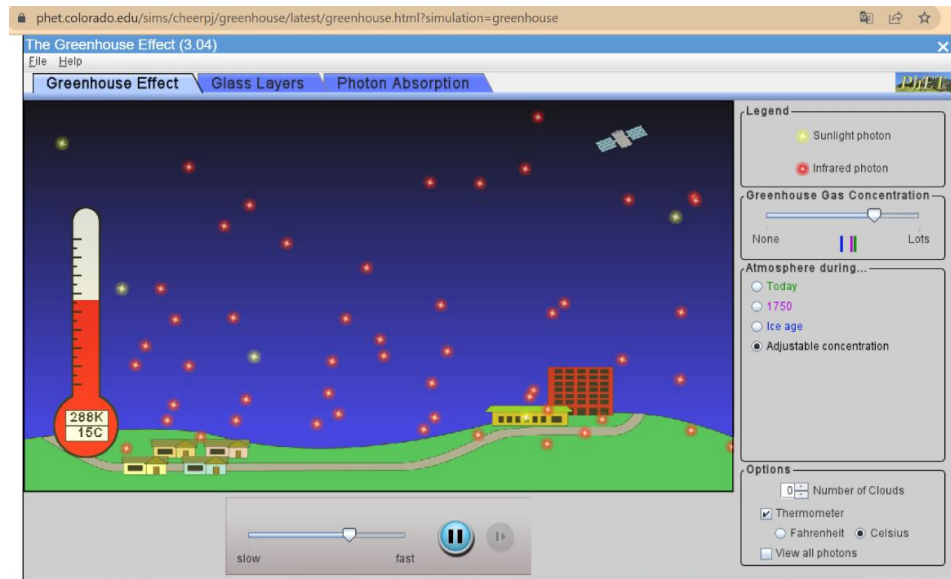 phet.colorado.edu/sims/cheerpj/greenhouse/latest/greenhouse.html?simulation=greenhouse
The Greenhouse Effect (3.04)
File Help
Greenhouse Effect Glass Layers Photon Absorption
PhET
Legend
Sunlight photon
Infrared photon
Greenhouse Gas Concentration
None Lots
Atmosphere during...
Today
1750
Ice age
Adjustable concentration
288K
15C
Options
0 Number of Clouds
Thermometer
Fahrenheit Celsius
View all photons
slow fast